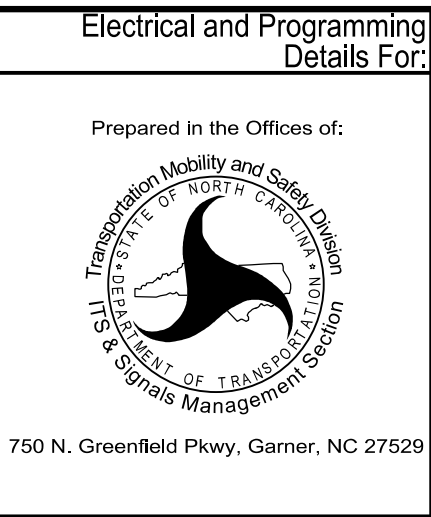 Electrical and Programming
Details For:
Prepared in the Offices of:
Transportation Mobility and Safety Division
STATE OF NORTH CAROLINA
DEPARTMENT OF TRANSPORTATION
ITS & Signals Management Section
750 N. Greenfield Pkwy, Garner, NC 27529